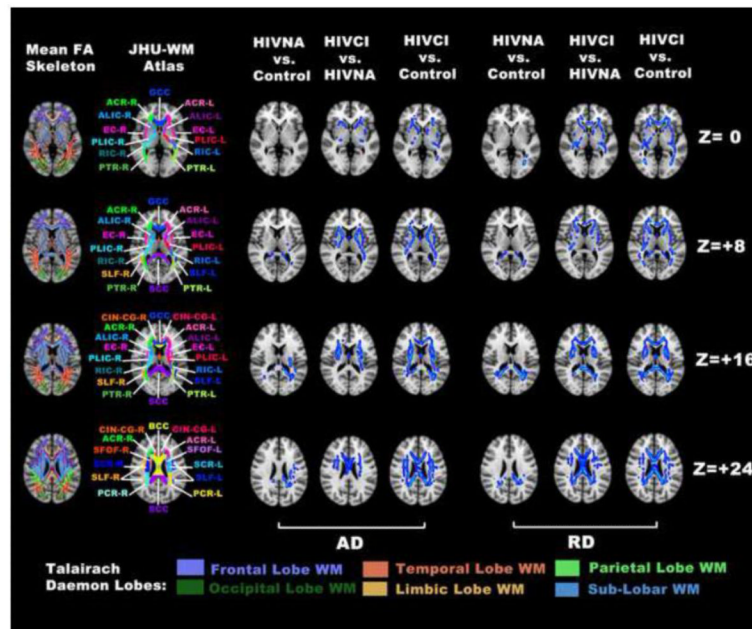 Mean FA
Skeleton
JHU-WM
Atlas
HIVNA
vs.
Control
HIVCI
vs.
HIVNA
HIVCI
vs.
Control
HIVNA
vs.
Control
HIVCI
vs.
HIVNA
HIVCI
vs.
Control
GCC
ACR-R ACR-L
ALIC-R ALIC-L
EC-R EC-L
PLIC-R PLIC-L
RIC-R RIC-L
PTR-R PTR-L
Z= 0
ACR-R GCC ACR-L
ALIC-R ALIC-L
EC-R EC-L
PLIC-R PLIC-L
RIC-R RIC-L
SLF-R SLF-L
PTR-R SCC PTR-L
Z=+8
CIN-CG-R GCC CIN-CG-L
ACR-R ACR-L
ALIC-R ALIC-L
EC-R EC-L
PLIC-R PLIC-L
RIC-R RIC-L
SLF-R SLF-L
PTR-R PTR-L
SCC
Z=+16
CIN-CG-R BCC CIN-CG-L
ACR-R ACR-L
SFOF-R SFOF-L
SCR-R SCR-L
SLF-R SLF-L
PCR-R PCR-L
SCC
Z=+24
AD RD
Talairach
Daemon Lobes:
Frontal Lobe WM Temporal Lobe WM Parietal Lobe WM
Occipital Lobe WM Limbic Lobe WM Sub-Lobar WM